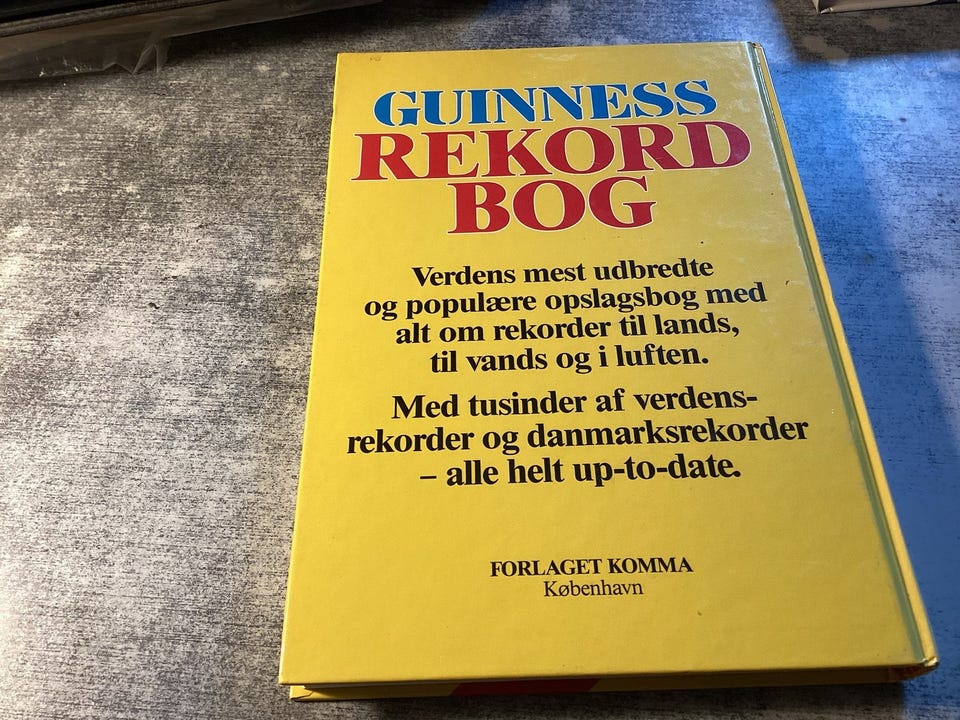 GUINNESS
REKORD
BOG
Verdens mest udbredte
og populære opslagsbog med
alt om rekorder til lands,
til vands og i luften.
Med tusinder af verdens-
rekorder og danmarksrekorder
– alle helt up-to-date.
FORLAGET KOMMA
København